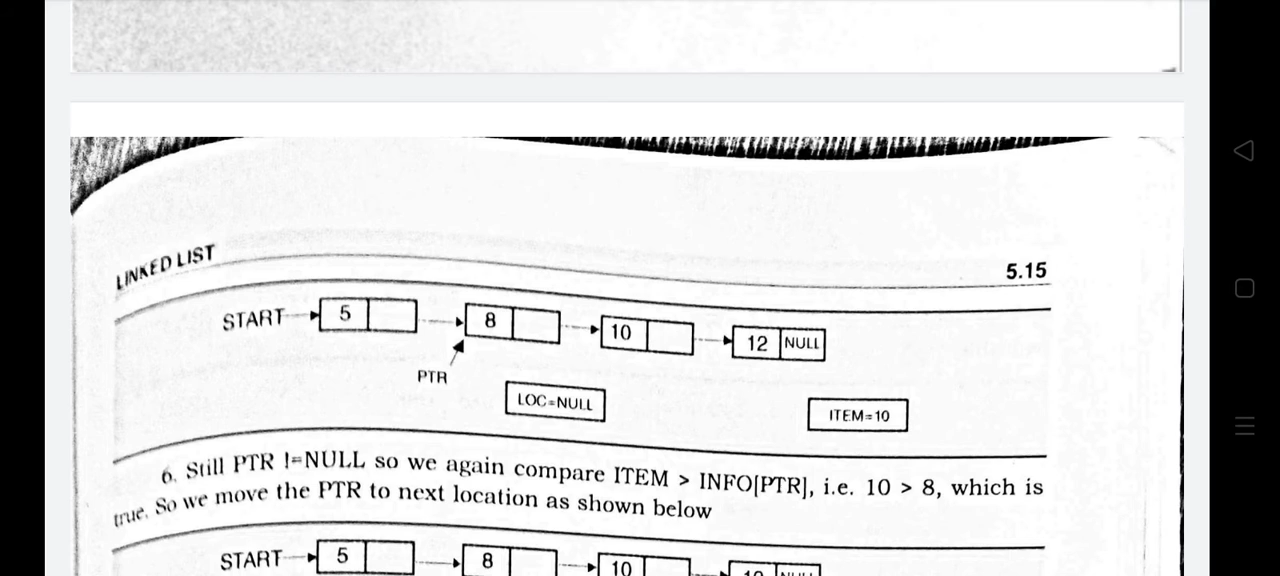 LINKED LIST
5.15
START 5 8 10 12 NULL
PTR
LOC=NULL
ITEM=10
6. Still PTR !=NULL so we again compare ITEM > INFO[PTR], i.e. 10 > 8, which is
true. So we move the PTR to next location as shown below
START 5 8 10